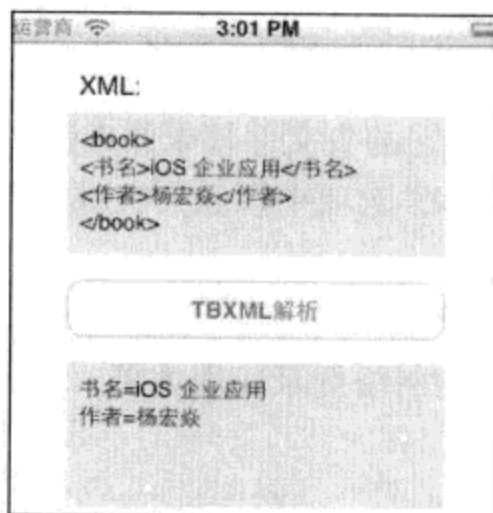 运营商 3:01 PM
XML:
<book>
<书名>iOS 企业应用</书名>
<作者>杨宏焱</作者>
</book>
TBXML解析
书名=iOS 企业应用
作者=杨宏焱